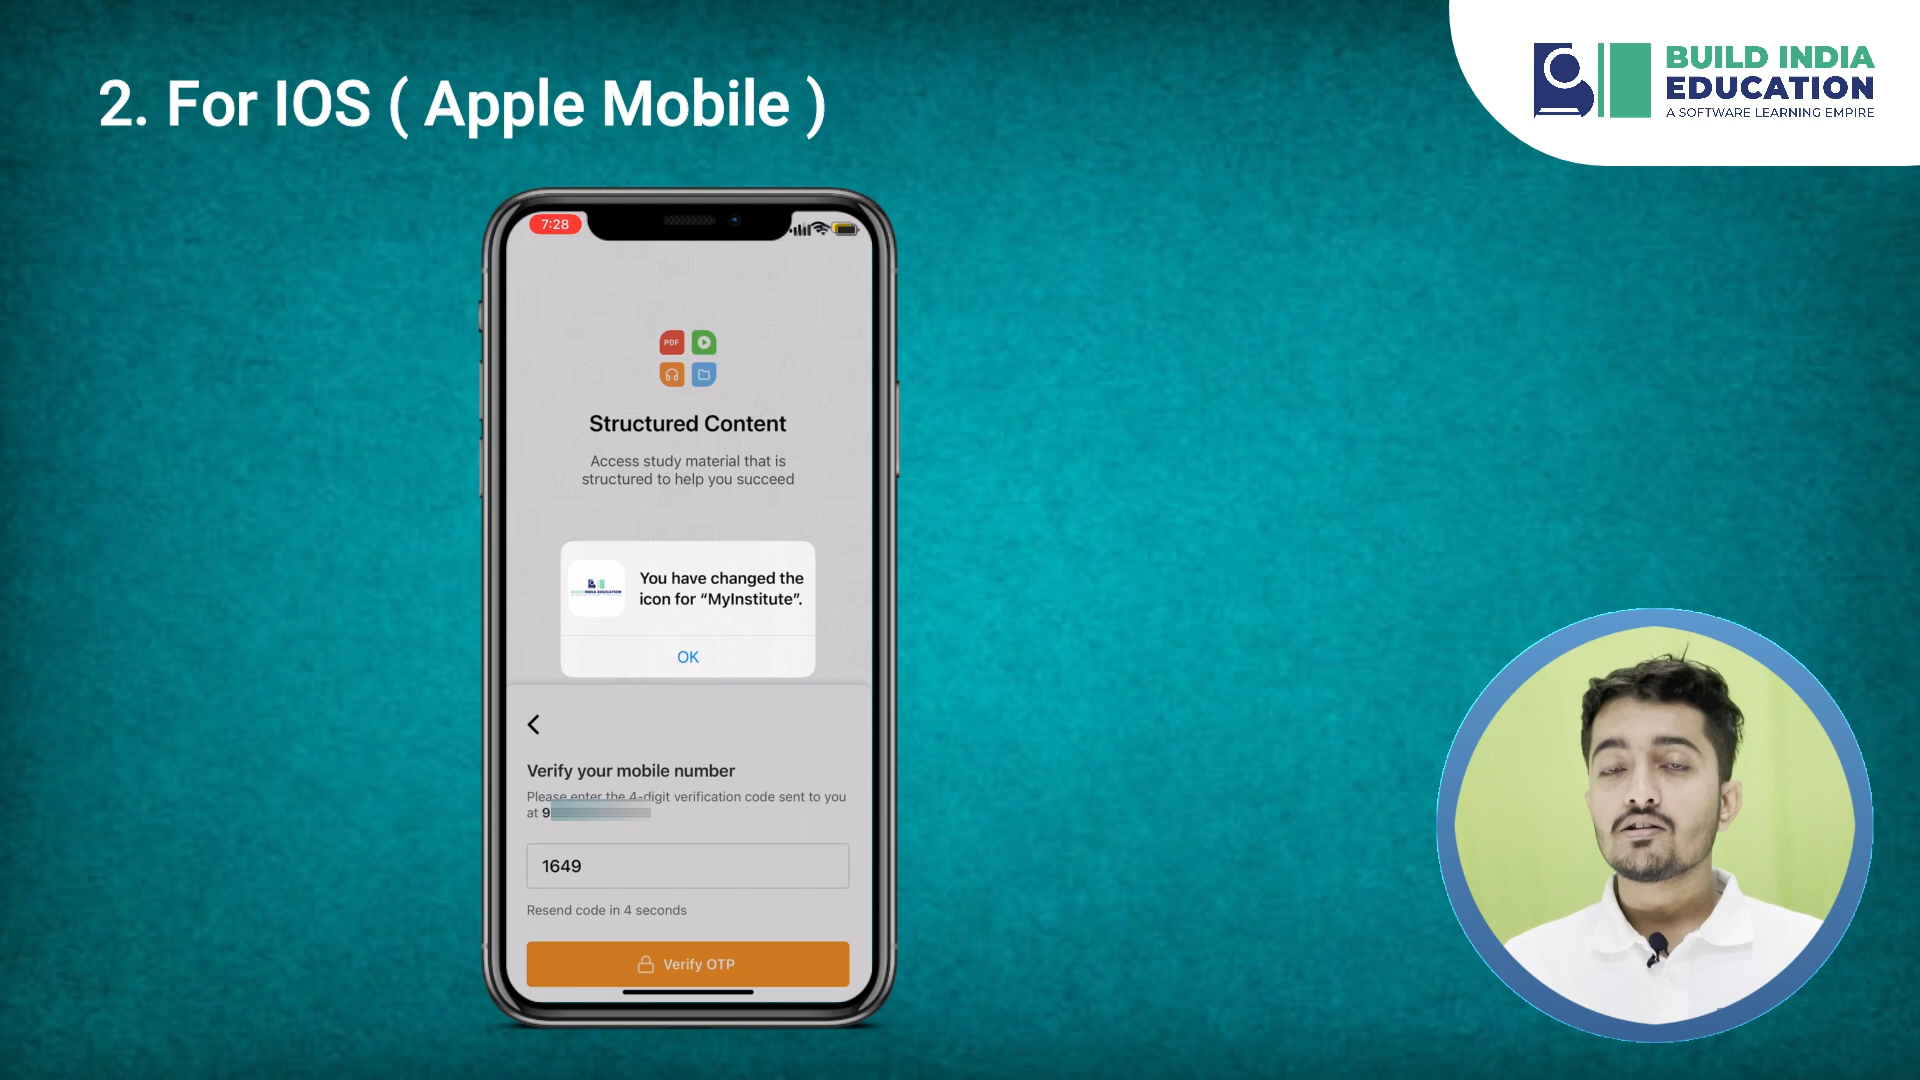 2. For IOS ( Apple Mobile )
BUILD INDIA
EDUCATION
A SOFTWARE LEARNING EMPIRE
7:28
PDF
Structured Content
Access study material that is
structured to help you succeed
You have changed the
icon for “MyInstitute”.
BUILD INDIA EDUCATION
OK
Verify your mobile number
Please enter the 4-digit verification code sent to you
at 9
1649
Resend code in 4 seconds
Verify OTP